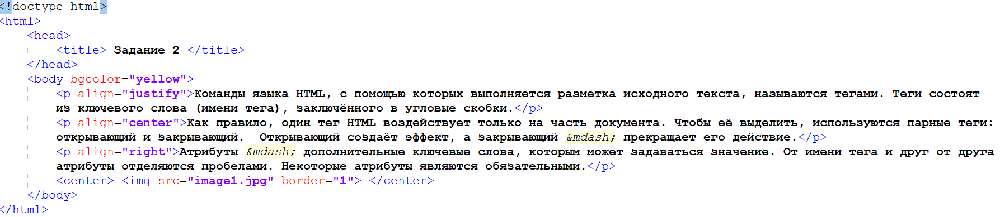 <!doctype html>
<html>
<head>
<title> Задание 2 </title>
</head>
<body bgcolor="yellow">
<p align="justify">Команды языка HTML, с помощью которых выполняется разметка исходного текста, называются тегами. Теги состоят
из ключевого слова (имени тега), заключённого в угловые скобки.</p>
<p align="center">Как правило, один тег HTML воздействует только на часть документа. Чтобы её выделить, используются парные теги:
открывающий и закрывающий.  Открывающий создаёт эффект, а закрывающий &mdash; прекращает его действие.</p>
<p align="right">Атрибуты &mdash; дополнительные ключевые слова, которым может задаваться значение. От имени тега и друг от друга
атрибуты отделяются пробелами. Некоторые атрибуты являются обязательными.</p>
<center> <img src="image1.jpg" border="1"> </center>
</body>
</html>